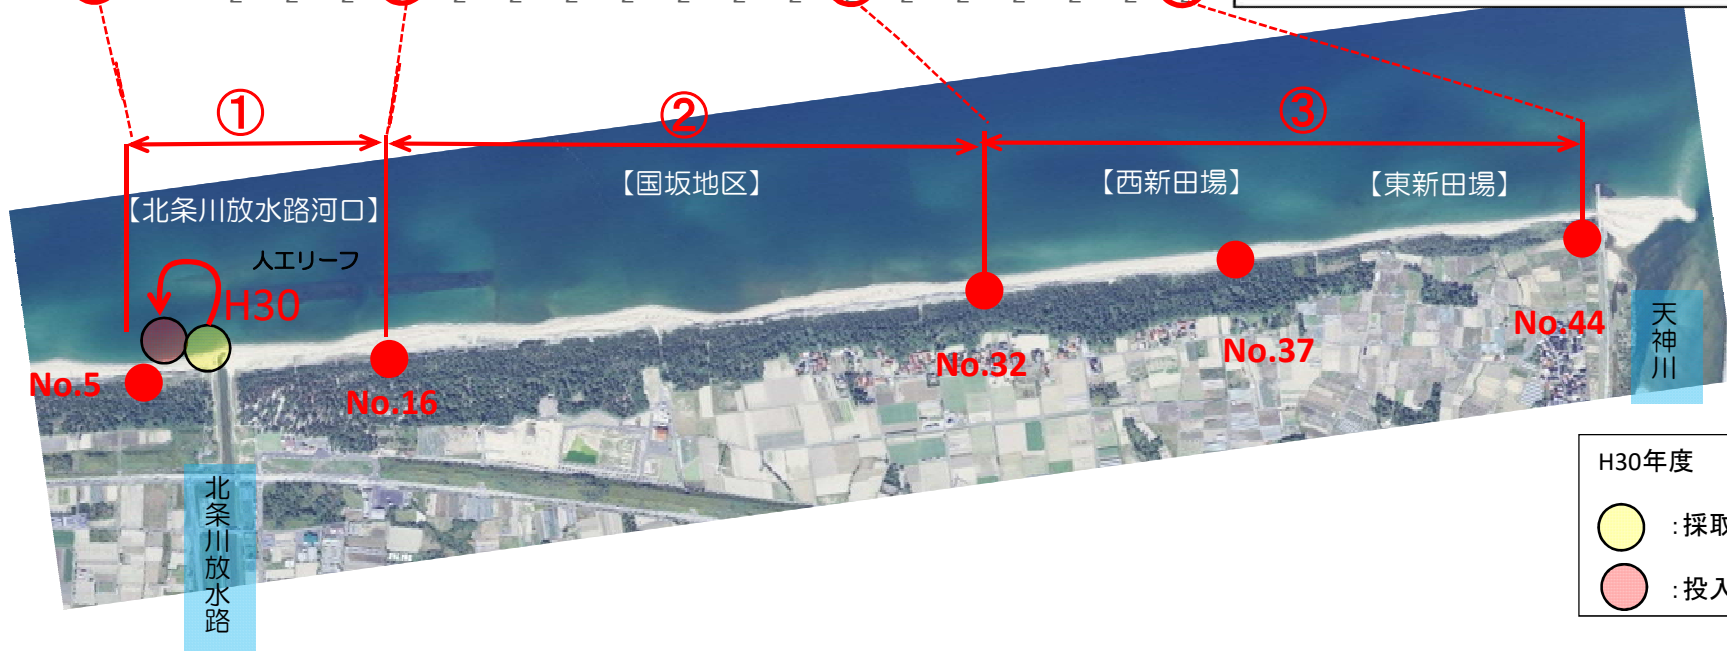 ①
②
③
【北条川放水路河口】
【国坂地区】
【西新田場】
【東新田場】
人工リーフ
H30
No.5
No.16
No.32
No.37
No.44
天神川
北条川放水路
H30年度
：採取
：投入